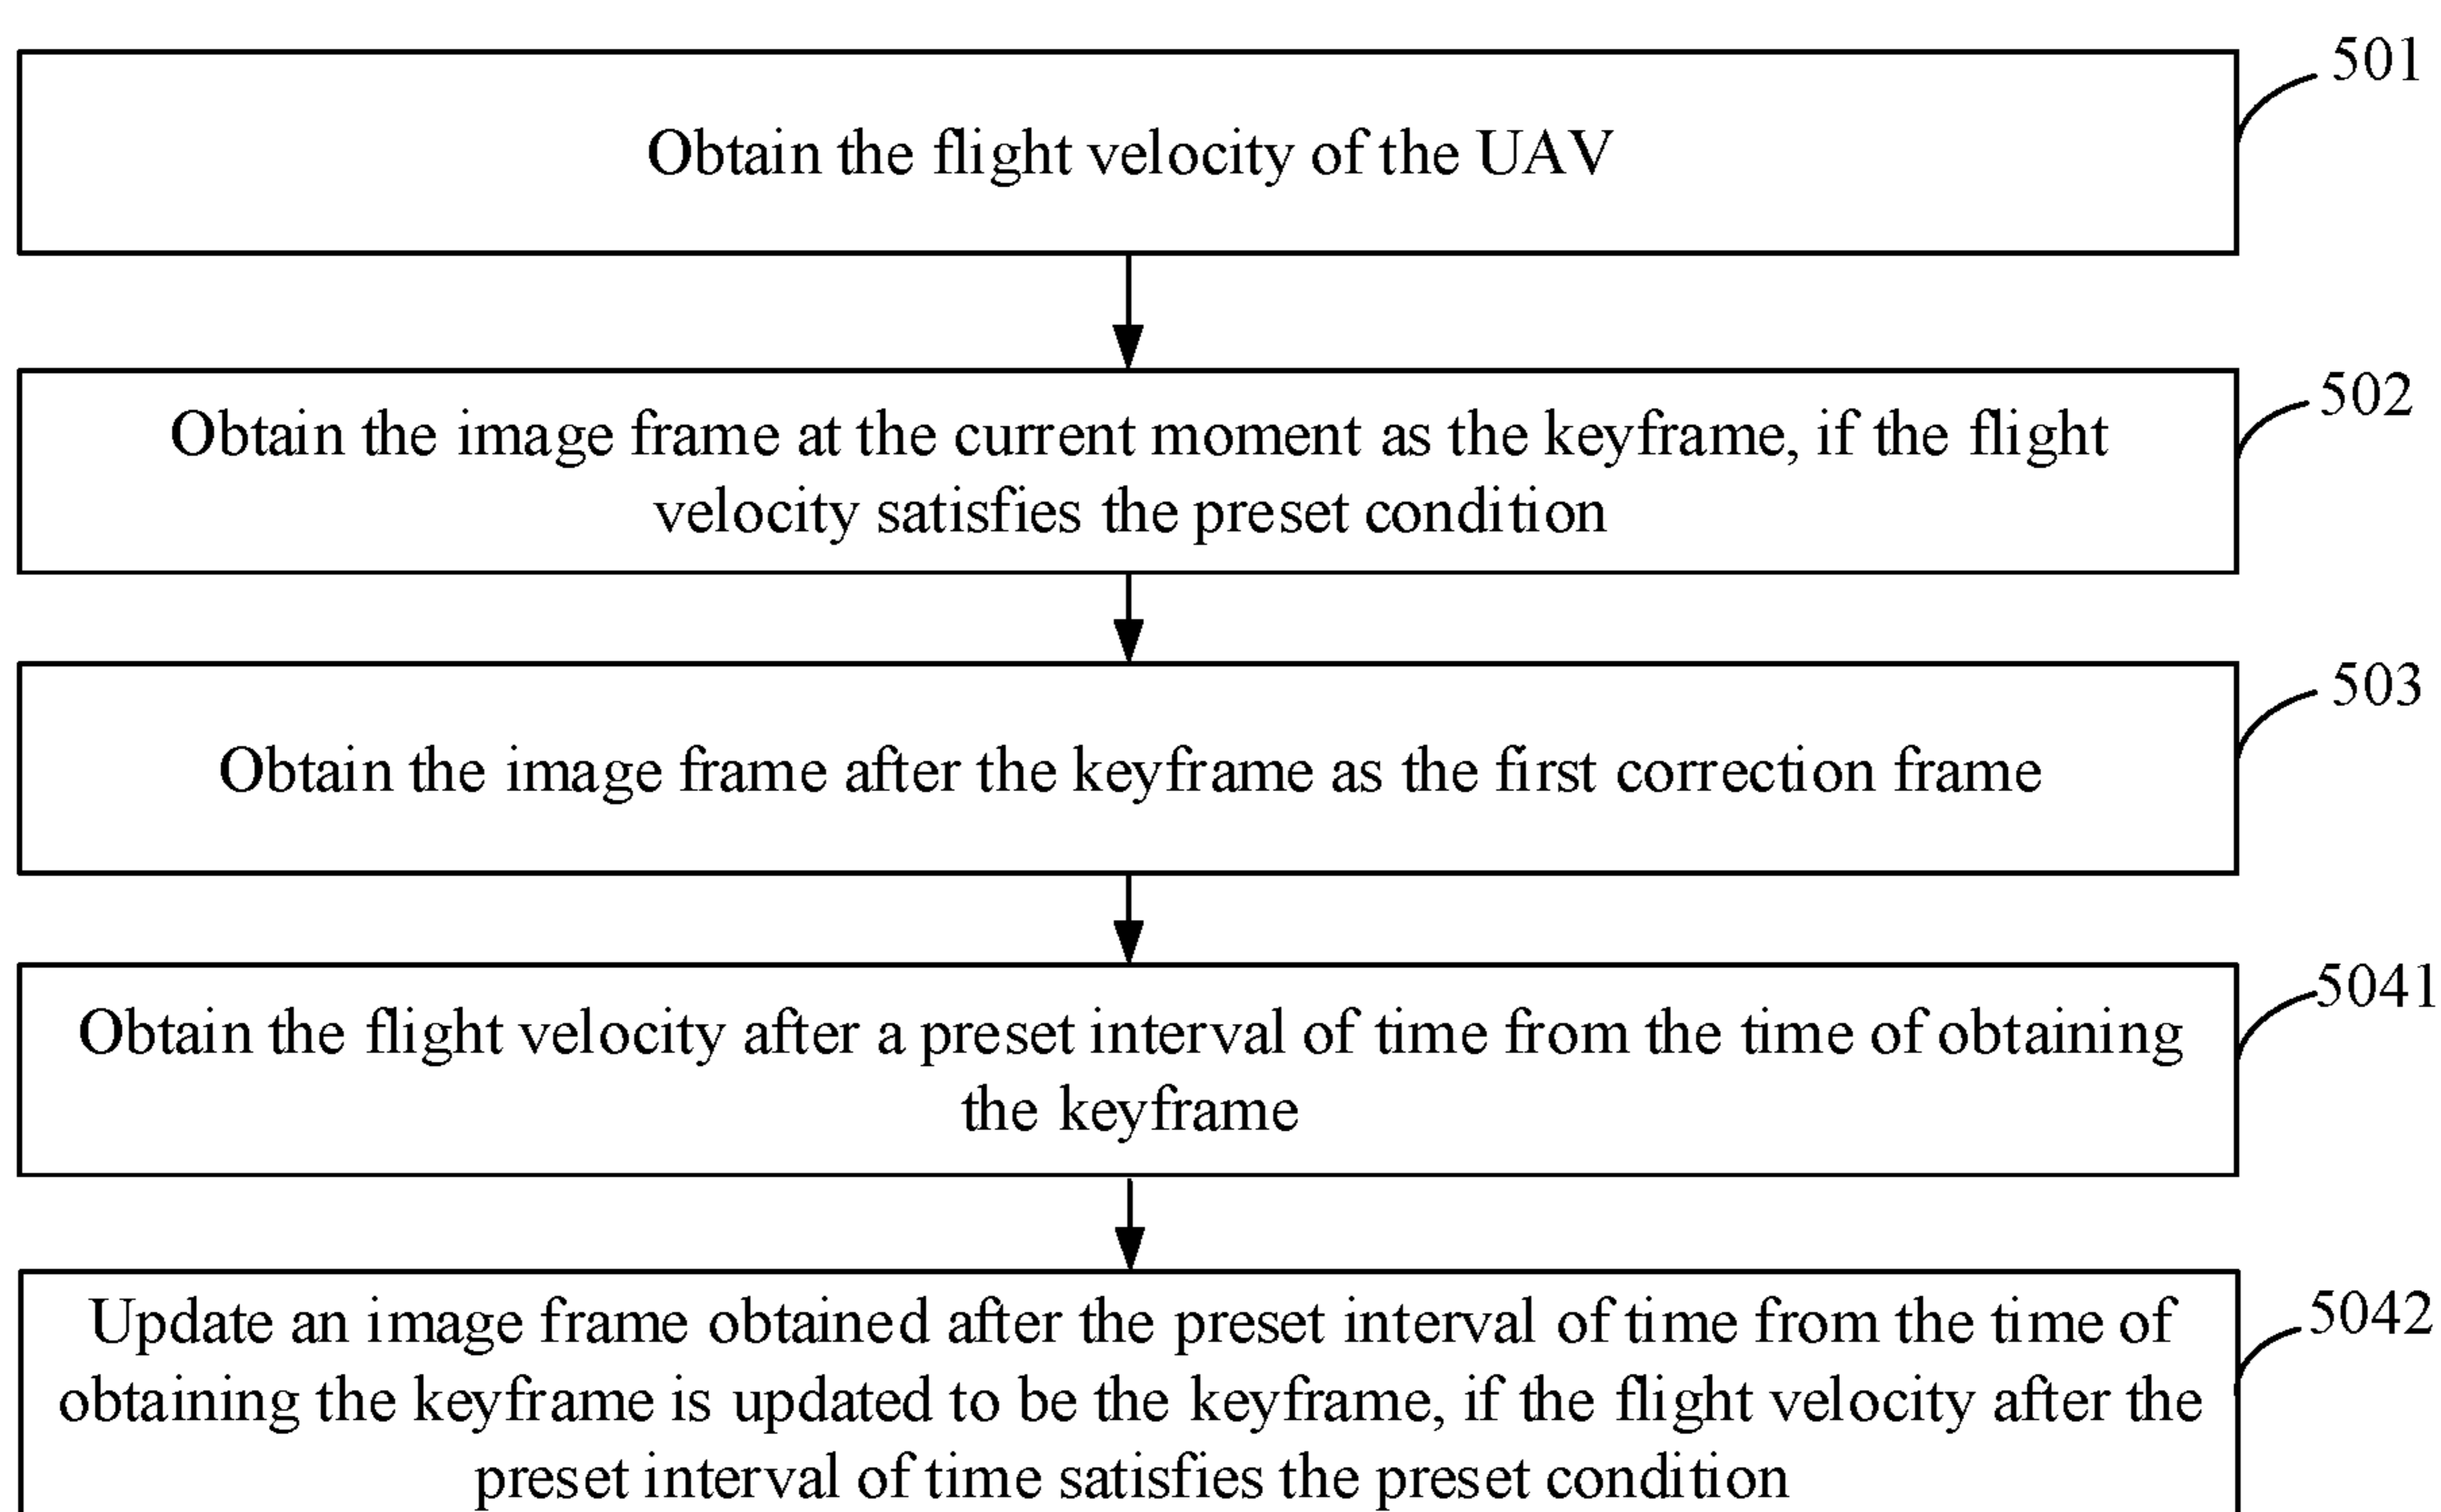 501
Obtain the flight velocity of the UAV
502
Obtain the image frame at the current moment as the keyframe, if the flight
velocity satisfies the preset condition
503
Obtain the image frame after the keyframe as the first correction frame
5041
Obtain the flight velocity after a preset interval of time from the time of obtaining
the keyframe
5042
Update an image frame obtained after the preset interval of time from the time of
obtaining the keyframe is updated to be the keyframe, if the flight velocity after the
preset interval of time satisfies the preset condition